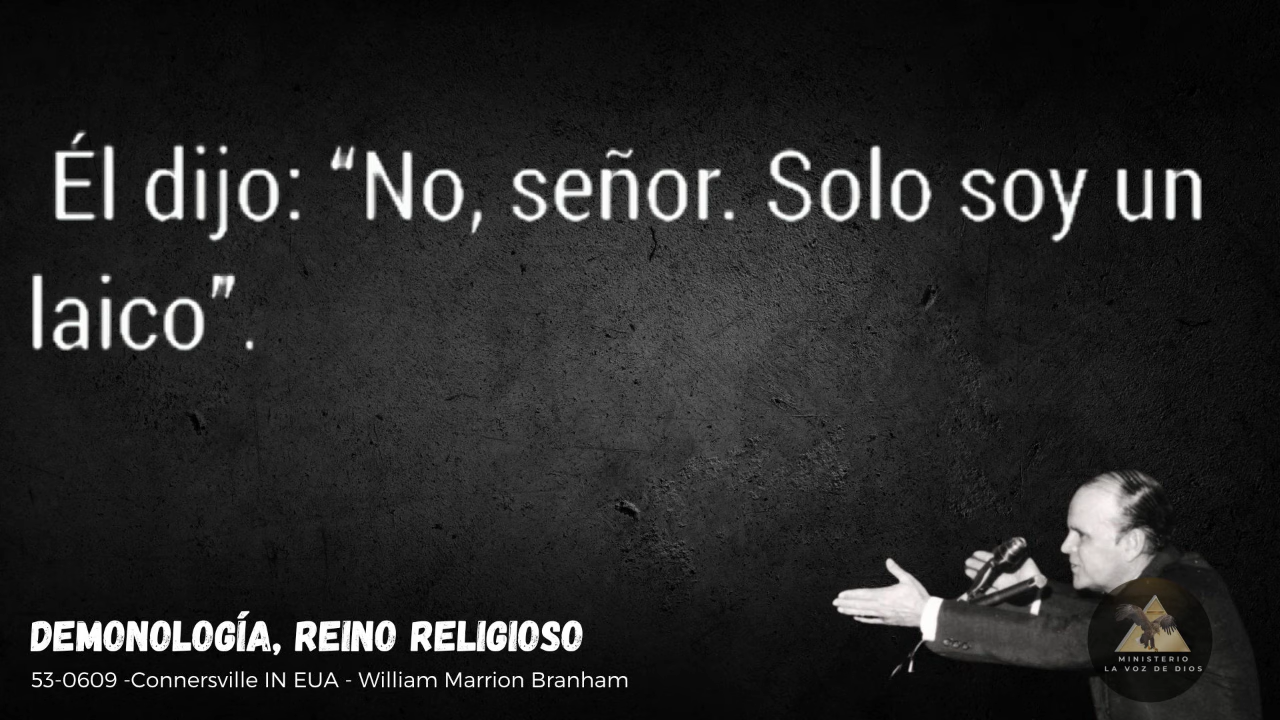 Él dijo: “No, señor. Solo soy un
laico”.
DEMONOLOGÍA, REINO RELIGIOSO
53-0609 -Connersville IN EUA - William Marrion Branham
MINISTERIO
LA VOZ DE DIOS